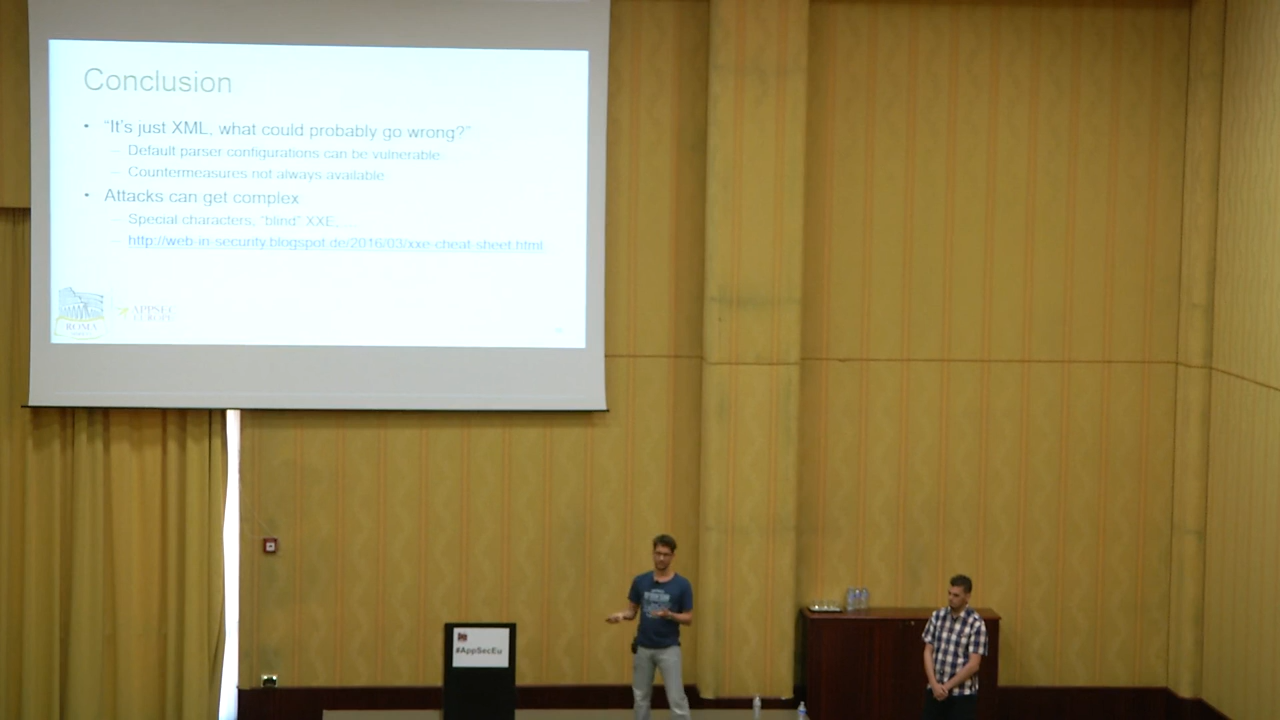 Conclusion
• “It's just XML, what could probably go wrong?”
– Default parser configurations can be vulnerable.
– Countermeasures not always available.
• Attacks can get complex
– Special characters, “blind” XXE, ...
– http://web-in-security.blogspot.de/2016/03/xxe-cheat-sheet.html
ROMA
APPSEC
EUROPE
#AppSecEu